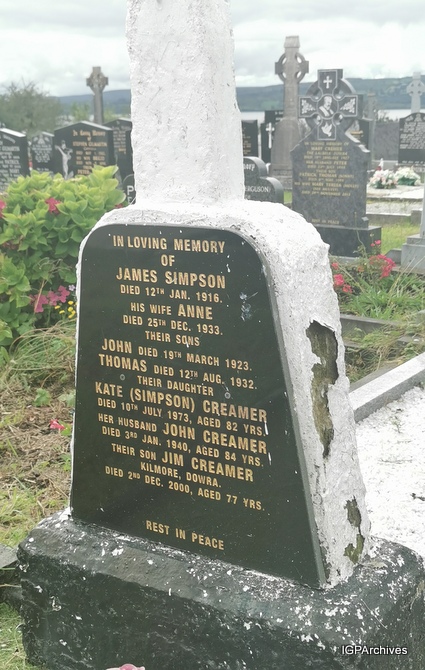 IN LOVING MEMORY
OF
JAMES SIMPSON
DIED 12TH JAN. 1916.
HIS WIFE ANNE
DIED 25TH DEC. 1933.
THEIR SONS
JOHN DIED 19TH MARCH 1923.
THOMAS DIED 12TH AUG. 1932.
THEIR DAUGHTER
KATE (SIMPSON) CREAMER
DIED 10TH JULY 1973, AGED 82 YRS.
HER HUSBAND JOHN CREAMER
DIED 3RD JAN. 1940, AGED 84 YRS.
THEIR SON JIM CREAMER
KILMORE, DOWRA.
DIED 2ND DEC. 2000, AGED 77 YRS.
REST IN PEACE
IGPArchives